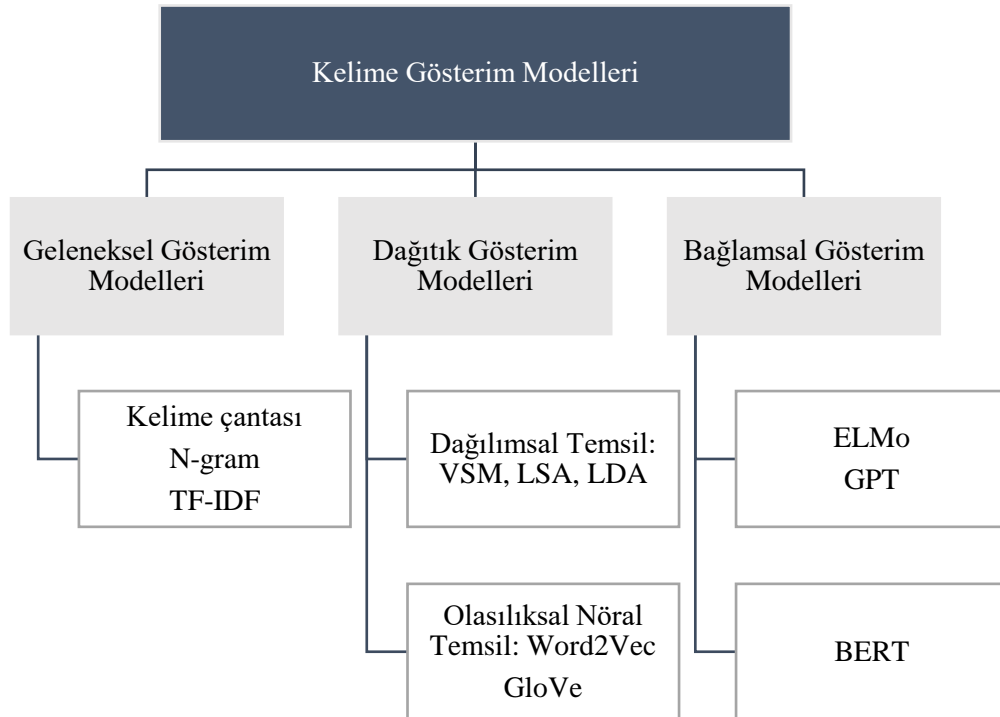 Kelime Gösterim Modelleri
Geleneksel Gösterim
Modelleri
Kelime çantası
N-gram
TF-IDF
Dağıtık Gösterim
Modelleri
Dağılımsal Temsil:
VSM, LSA, LDA
Olasılıksal Nöral
Temsil: Word2Vec
GloVe
Bağlamsal Gösterim
Modelleri
ELMo
GPT
BERT